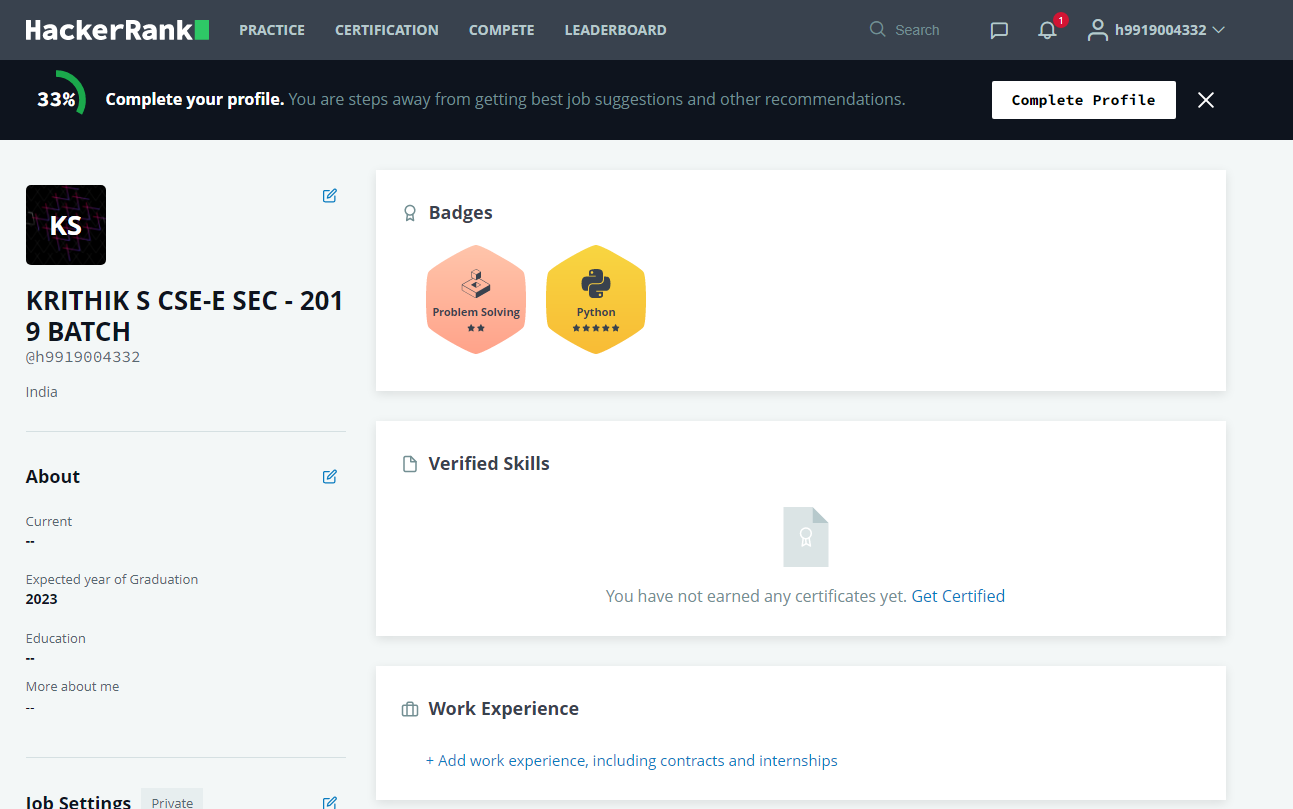 HackerRank PRACTICE CERTIFICATION COMPETE LEADERBOARD Search 1 h9919004332
33% Complete your profile. You are steps away from getting best job suggestions and other recommendations. Complete Profile
KS
KRITHIK S CSE-E SEC - 201
9 BATCH
@h9919004332
India
About
Current
--
Expected year of Graduation
2023
Education
--
More about me
--
Job Settings Private
Badges
Problem Solving Python
Verified Skills
You have not earned any certificates yet. Get Certified
Work Experience
+ Add work experience, including contracts and internships